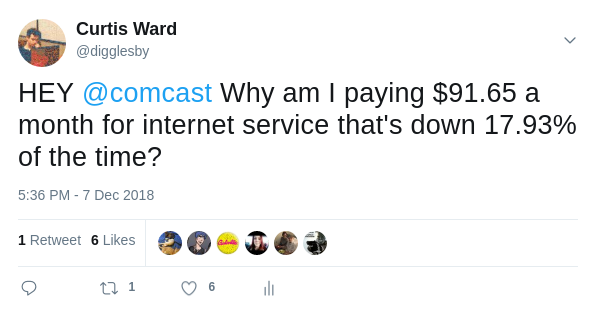 Curtis Ward
@digglesby
HEY @comcast Why am I paying $91.65 a
month for internet service that's down 17.93%
of the time?
5:36 PM - 7 Dec 2018
1 Retweet 6 Likes
1 6